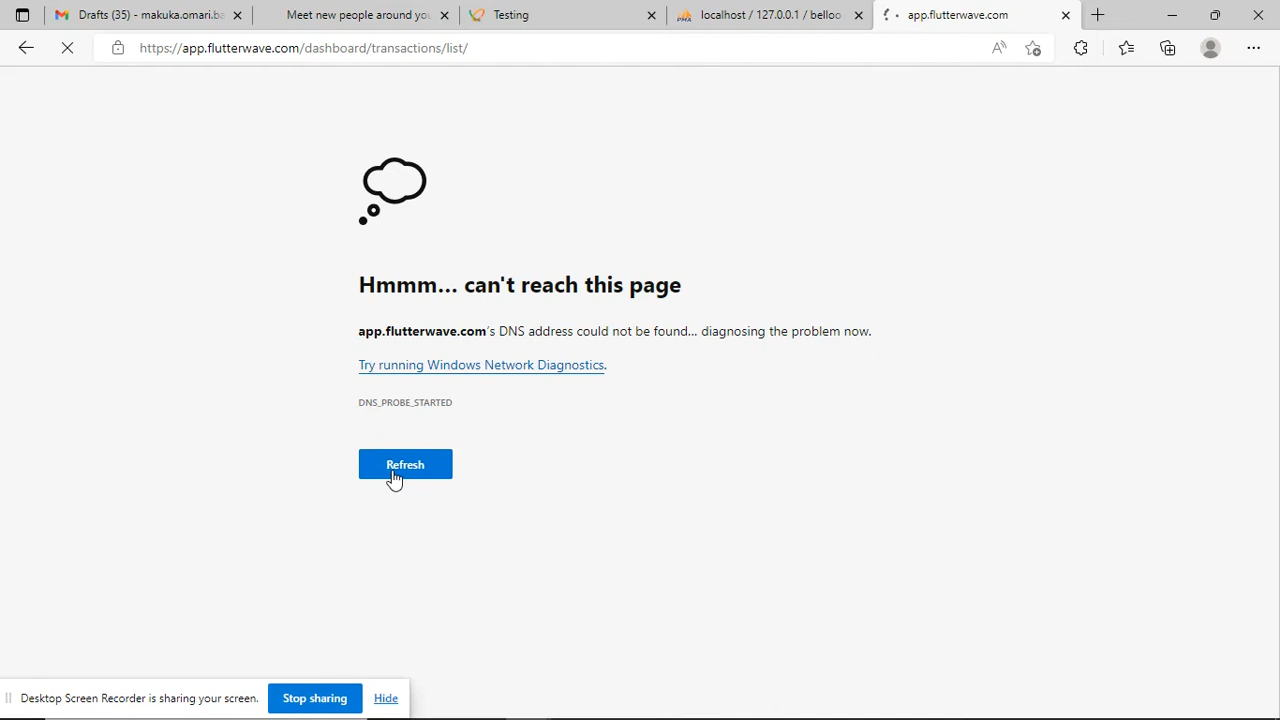 Drafts (35) - makuka.omari.ba
Meet new people around you
Testing
PMA localhost / 127.0.0.1 / belloo
app.flutterwave.com
https://app.flutterwave.com/dashboard/transactions/list/
Hmmm... can't reach this page
app.flutterwave.com's DNS address could not be found... diagnosing the problem now.
Try running Windows Network Diagnostics.
DNS_PROBE_STARTED
Refresh
Desktop Screen Recorder is sharing your screen. Stop sharing Hide